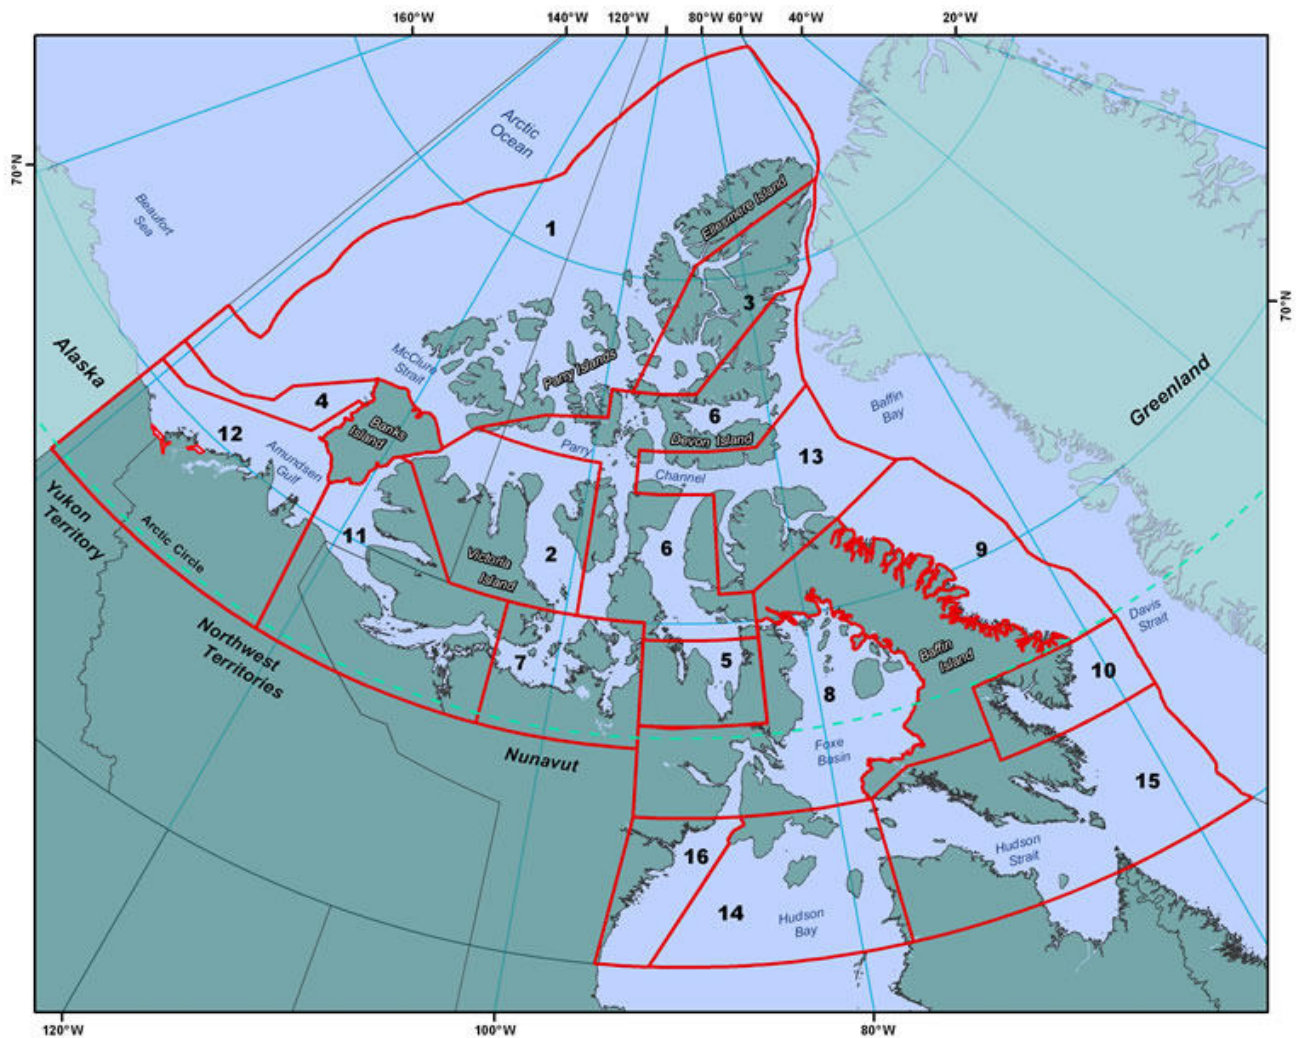 160°W 140°W 120°W 80°W 60°W 40°W 20°W
70°N
Arctic
Ocean
Beaufort
Sea
1
Ellesmere Island
3
70°N
Alaska
McClure
Strait
Parry Islands
4
Banks
Island
12
Amundsen
Gulf
6
Devon Island
Parry
Channel
Baffin
Bay
13
Greenland
Yukon
Territory
Arctic Circle
11
Victoria
Island
2
6
9
Davis
Strait
Northwest
Territories
7
5
Baffin
Island
8
10
Foxe
Basin
Nunavut
15
16
Hudson
Strait
14
Hudson
Bay
120°W 100°W 80°W